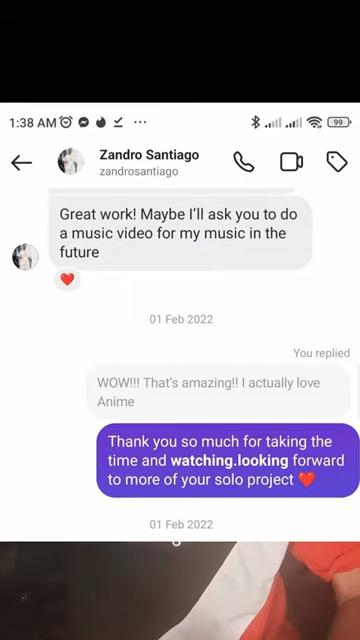 1:38 AM
99
Zandro Santiago
zandrosantiago
Great work! Maybe I'll ask you to do
a music video for my music in the
future
01 Feb 2022
You replied
WOW!!! That's amazing!! I actually love
Anime
Thank you so much for taking the
time and watching.looking forward
to more of your solo project
01 Feb 2022